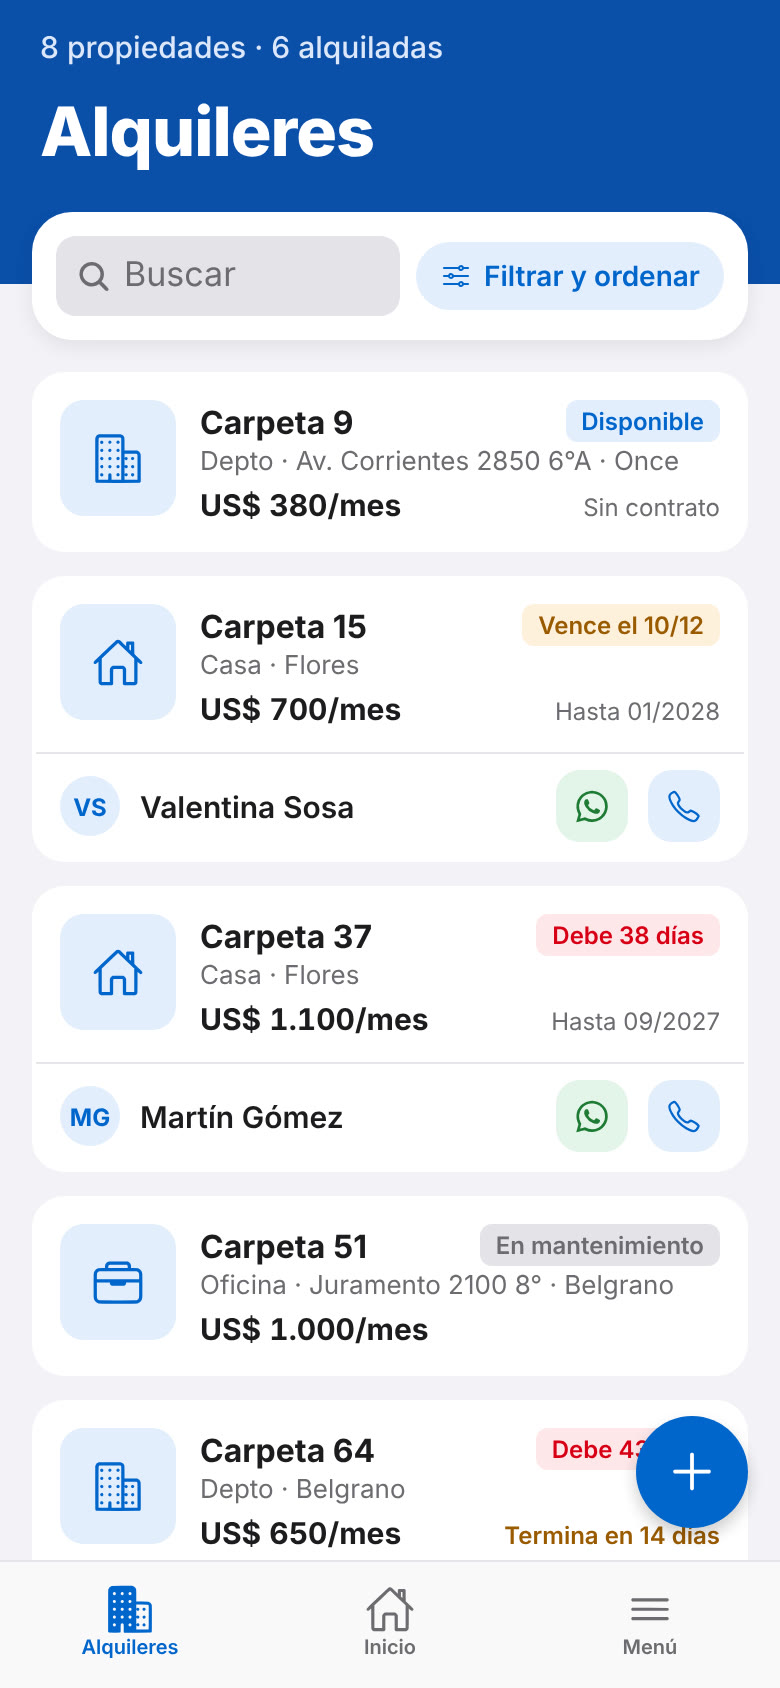 8 propiedades · 6 alquiladas
Alquileres
Buscar
Filtrar y ordenar
Carpeta 9
Disponible
Depto · Av. Corrientes 2850 6°A · Once
US$ 380/mes
Sin contrato
Carpeta 15
Vence el 10/12
Casa · Flores
US$ 700/mes
Hasta 01/2028
VS
Valentina Sosa
Carpeta 37
Debe 38 días
Casa · Flores
US$ 1.100/mes
Hasta 09/2027
MG
Martín Gómez
Carpeta 51
En mantenimiento
Oficina · Juramento 2100 8° · Belgrano
US$ 1.000/mes
Carpeta 64
Debe 43
Depto · Belgrano
US$ 650/mes
Termina en 14 días
Alquileres
Inicio
Menú